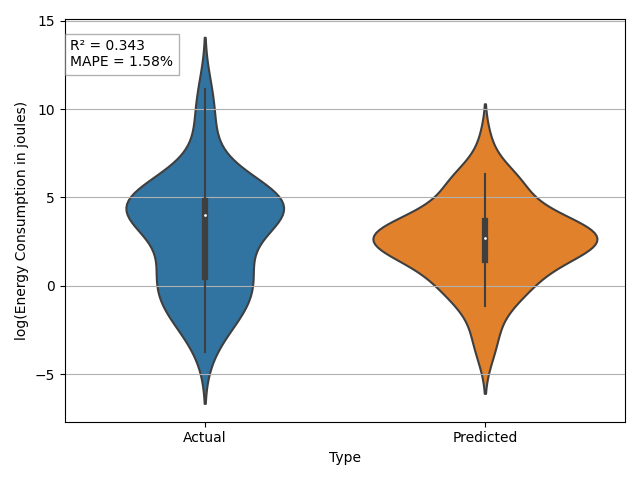 R² = 0.343
MAPE = 1.58%
log(Energy Consumption in joules)
15
10
5
0
−5
Actual
Predicted
Type